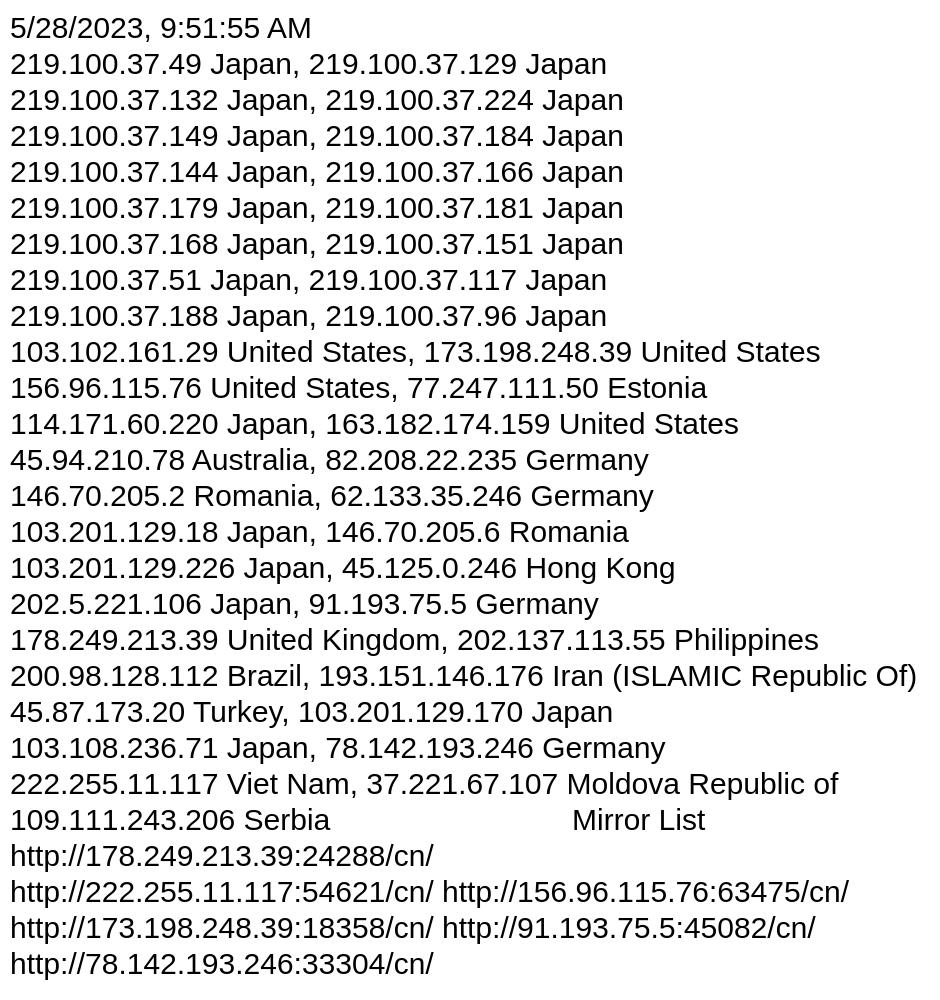 5/28/2023, 9:51:55 AM
219.100.37.49 Japan, 219.100.37.129 Japan
219.100.37.132 Japan, 219.100.37.224 Japan
219.100.37.149 Japan, 219.100.37.184 Japan
219.100.37.144 Japan, 219.100.37.166 Japan
219.100.37.179 Japan, 219.100.37.181 Japan
219.100.37.168 Japan, 219.100.37.151 Japan
219.100.37.51 Japan, 219.100.37.117 Japan
219.100.37.188 Japan, 219.100.37.96 Japan
103.102.161.29 United States, 173.198.248.39 United States
156.96.115.76 United States, 77.247.111.50 Estonia
114.171.60.220 Japan, 163.182.174.159 United States
45.94.210.78 Australia, 82.208.22.235 Germany
146.70.205.2 Romania, 62.133.35.246 Germany
103.201.129.18 Japan, 146.70.205.6 Romania
103.201.129.226 Japan, 45.125.0.246 Hong Kong
202.5.221.106 Japan, 91.193.75.5 Germany
178.249.213.39 United Kingdom, 202.137.113.55 Philippines
200.98.128.112 Brazil, 193.151.146.176 Iran (ISLAMIC Republic Of)
45.87.173.20 Turkey, 103.201.129.170 Japan
103.108.236.71 Japan, 78.142.193.246 Germany
222.255.11.117 Viet Nam, 37.221.67.107 Moldova Republic of
109.111.243.206 Serbia Mirror List
http://178.249.213.39:24288/cn/
http://222.255.11.117:54621/cn/ http://156.96.115.76:63475/cn/
http://173.198.248.39:18358/cn/ http://91.193.75.5:45082/cn/
http://78.142.193.246:33304/cn/